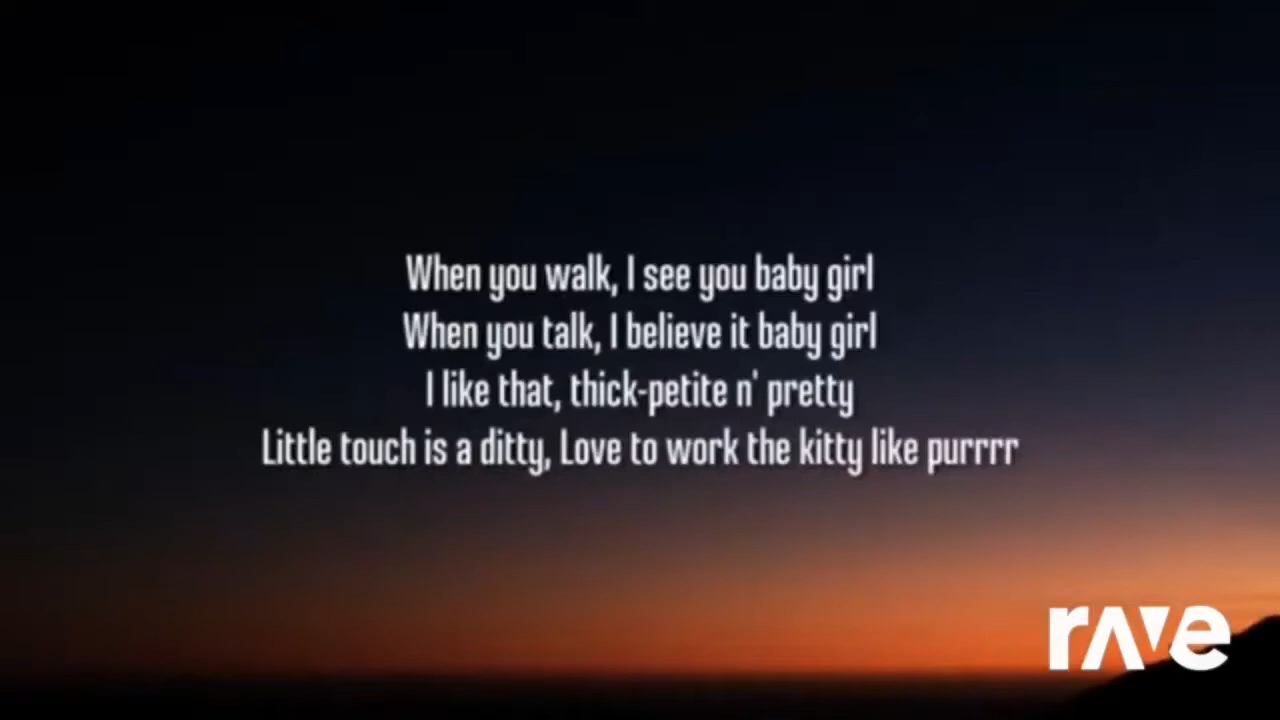 When you walk, I see you baby girl
When you talk, I believe it baby girl
I like that, thick-petite n' pretty
Little touch is a ditty, Love to work the kitty like purrrr
rave